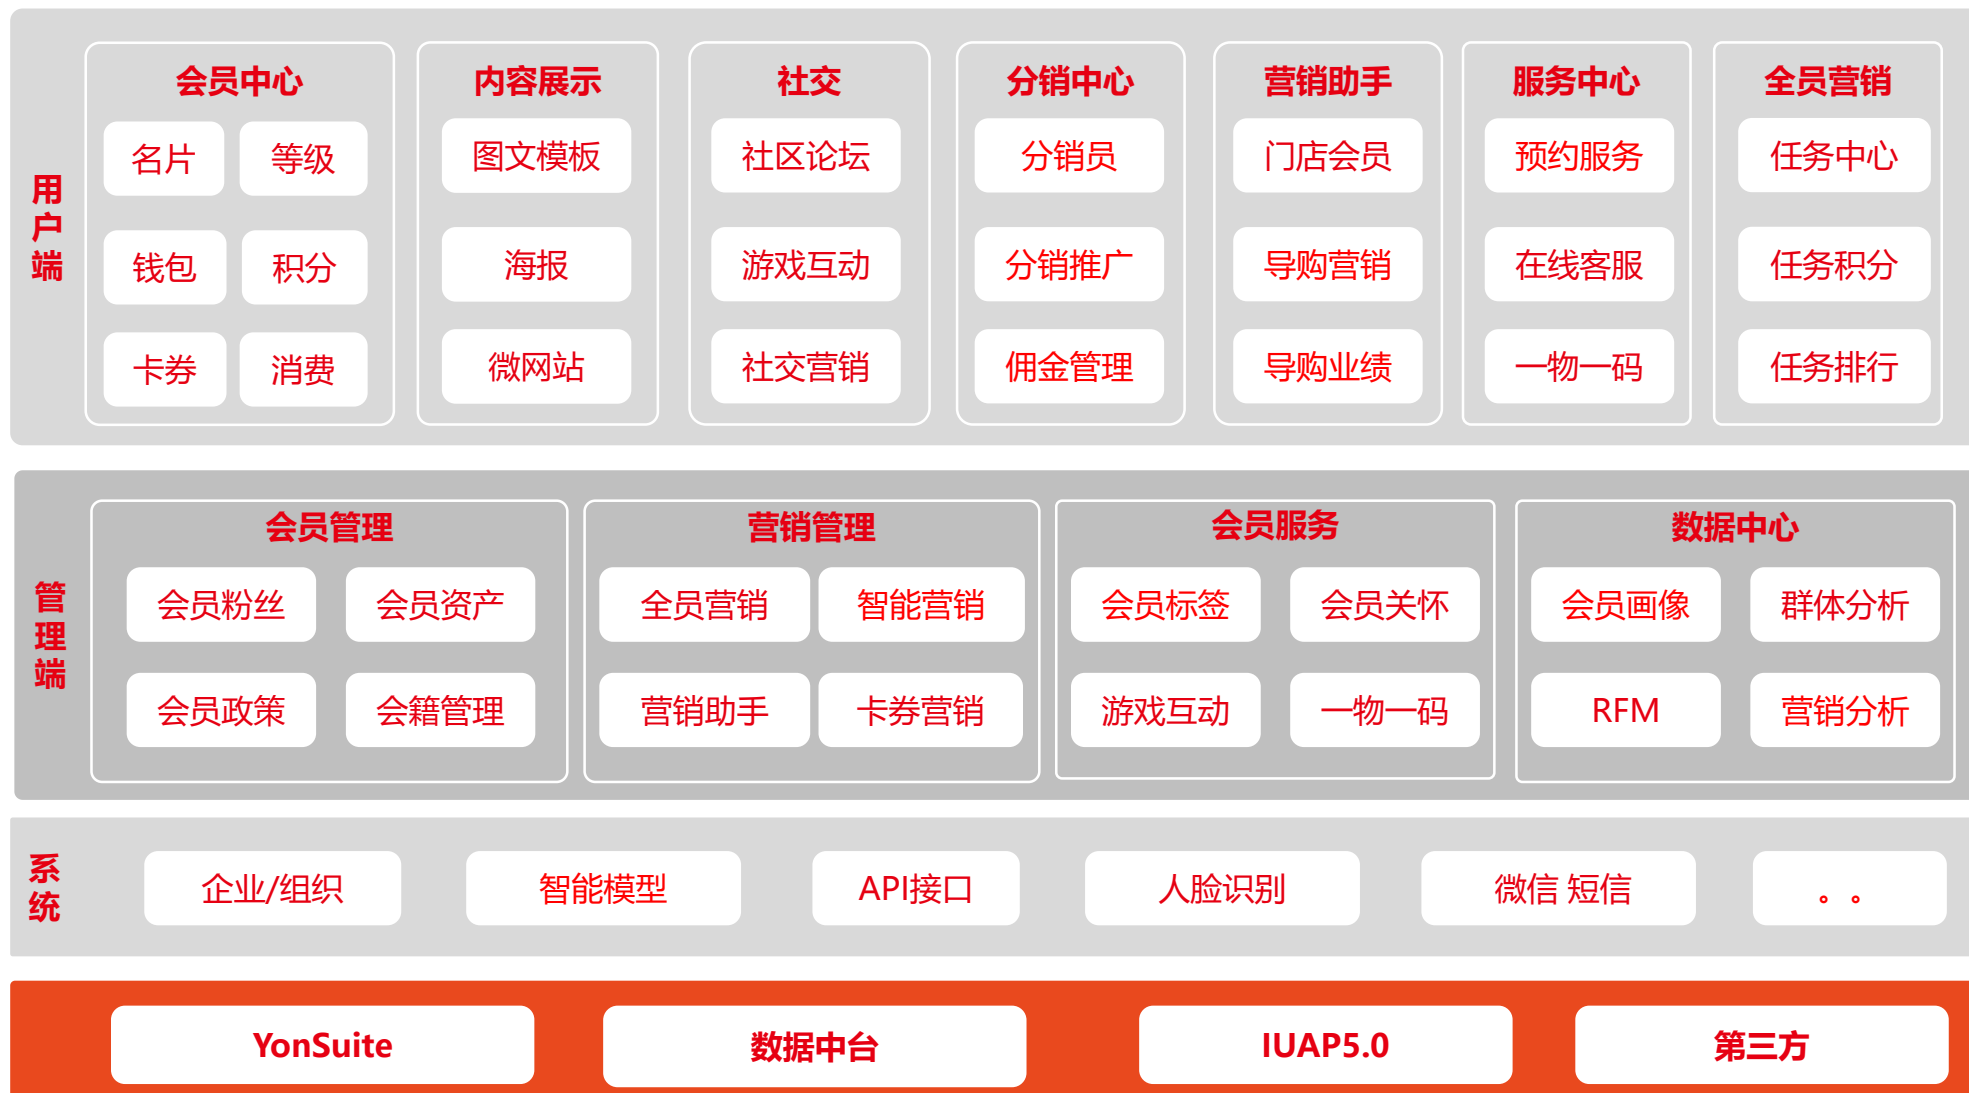 用户端
会员中心
名片 等级
钱包 积分
卡券 消费
内容展示
图文模板
海报
微网站
社交
社区论坛
游戏互动
社交营销
分销中心
分销员
分销推广
佣金管理
营销助手
门店会员
导购营销
导购业绩
服务中心
预约服务
在线客服
一物一码
全员营销
任务中心
任务积分
任务排行
管理端
会员管理
会员粉丝 会员资产
会员政策 会籍管理
营销管理
全员营销 智能营销
营销助手 卡券营销
会员服务
会员标签 会员关怀
游戏互动 一物一码
数据中心
会员画像 群体分析
RFM 营销分析
系统
企业/组织 智能模型 API接口 人脸识别 微信 短信 。。
YonSuite 数据中台 IUAP5.0 第三方